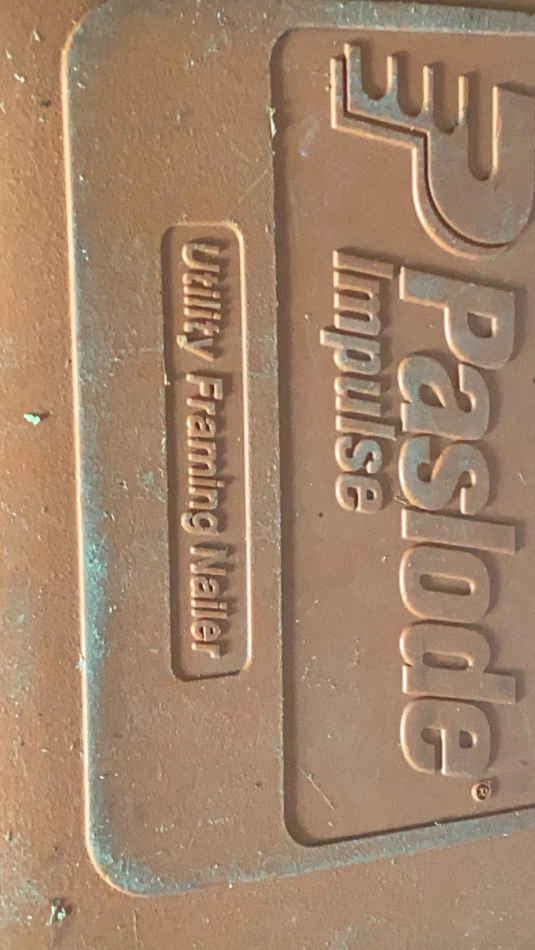 Paslode®
Impulse
Utility Framing Nailer